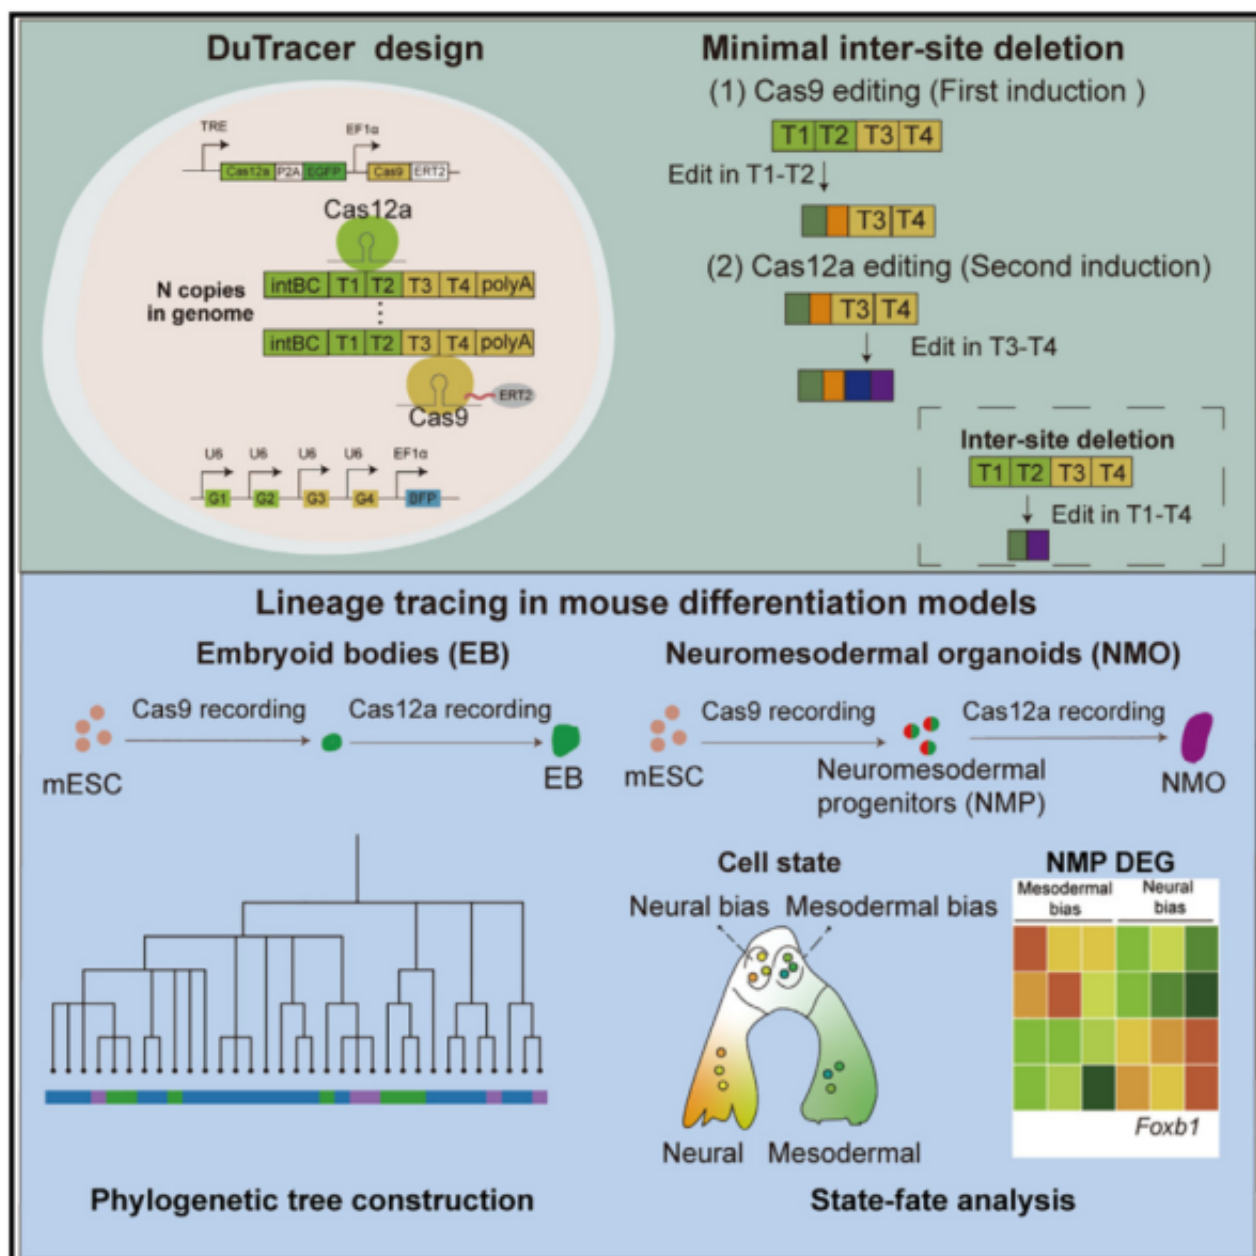 DuTracer design
TRE
EF1α
Cas12a P2A EGFP
Cas9 ERT2
Cas12a
intBC T1 T2 T3 T4 polyA
N copies
in genome
intBC T1 T2 T3 T4 polyA
ERT2
Cas9
U6 U6 U6 U6 EF1α
G1 G2 G3 G4 BFP
Minimal inter-site deletion
(1) Cas9 editing (First induction )
T1 T2 T3 T4
Edit in T1-T2
T3 T4
(2) Cas12a editing (Second induction)
T3 T4
Edit in T3-T4
Inter-site deletion
T1 T2 T3 T4
Edit in T1-T4
Lineage tracing in mouse differentiation models
Embryoid bodies (EB)
Cas9 recording
Cas12a recording
mESC
EB
Neuromesodermal organoids (NMO)
Cas9 recording
Cas12a recording
mESC
Neuromesodermal
progenitors (NMP)
NMO
Phylogenetic tree construction
Cell state
Neural bias
Mesodermal bias
Neural
Mesodermal
NMP DEG
Mesodermal
bias
Neural
bias
Foxb1
State-fate analysis